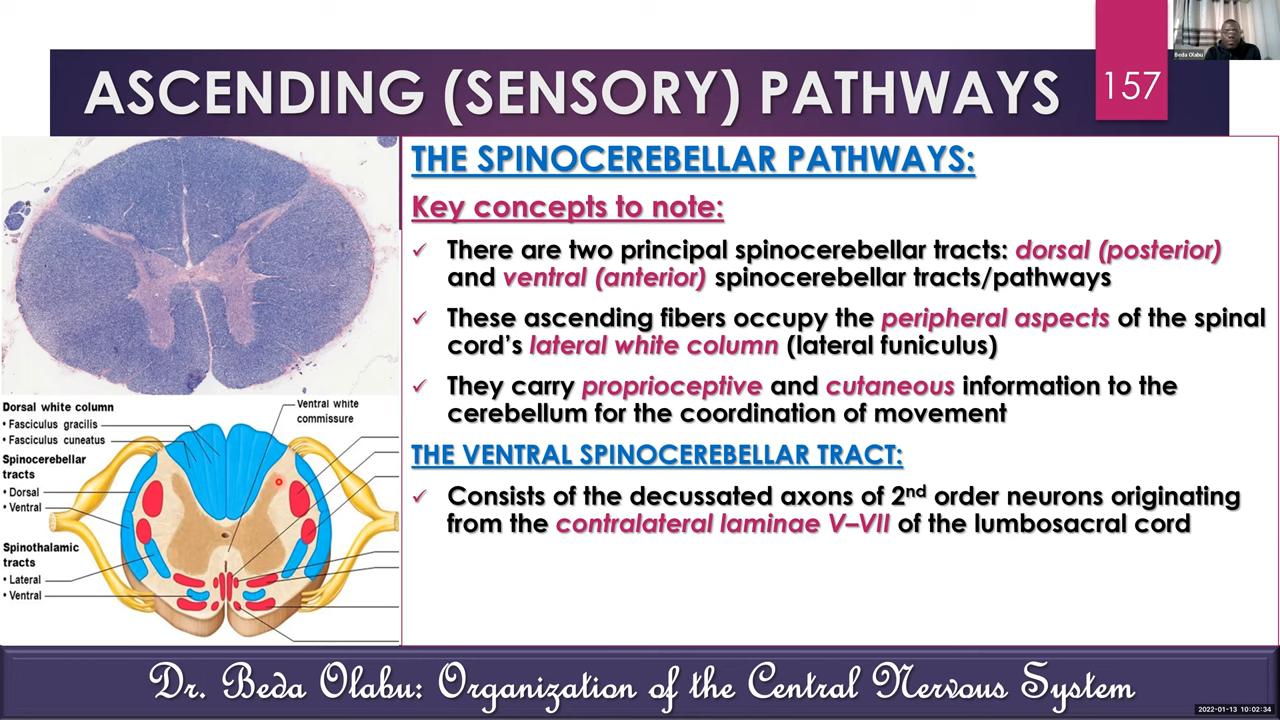 ASCENDING (SENSORY) PATHWAYS
157
Beda Olabu
THE SPINOCEREBELLAR PATHWAYS:
Key concepts to note:
✓ There are two principal spinocerebellar tracts: dorsal (posterior)
and ventral (anterior) spinocerebellar tracts/pathways
✓ These ascending fibers occupy the peripheral aspects of the spinal
cord's lateral white column (lateral funiculus)
✓ They carry proprioceptive and cutaneous information to the
cerebellum for the coordination of movement
THE VENTRAL SPINOCEREBELLAR TRACT:
✓ Consists of the decussated axons of 2nd order neurons originating
from the contralateral laminae V–VII of the lumbosacral cord
Dorsal white column
• Fasciculus gracilis
• Fasciculus cuneatus
Spinocerebellar
tracts
• Dorsal
• Ventral
Spinothalamic
tracts
• Lateral
• Ventral
Ventral white
commissure
Dr. Beda Olabu: Organization of the Central Nervous System
2022-01-13 10:02:34